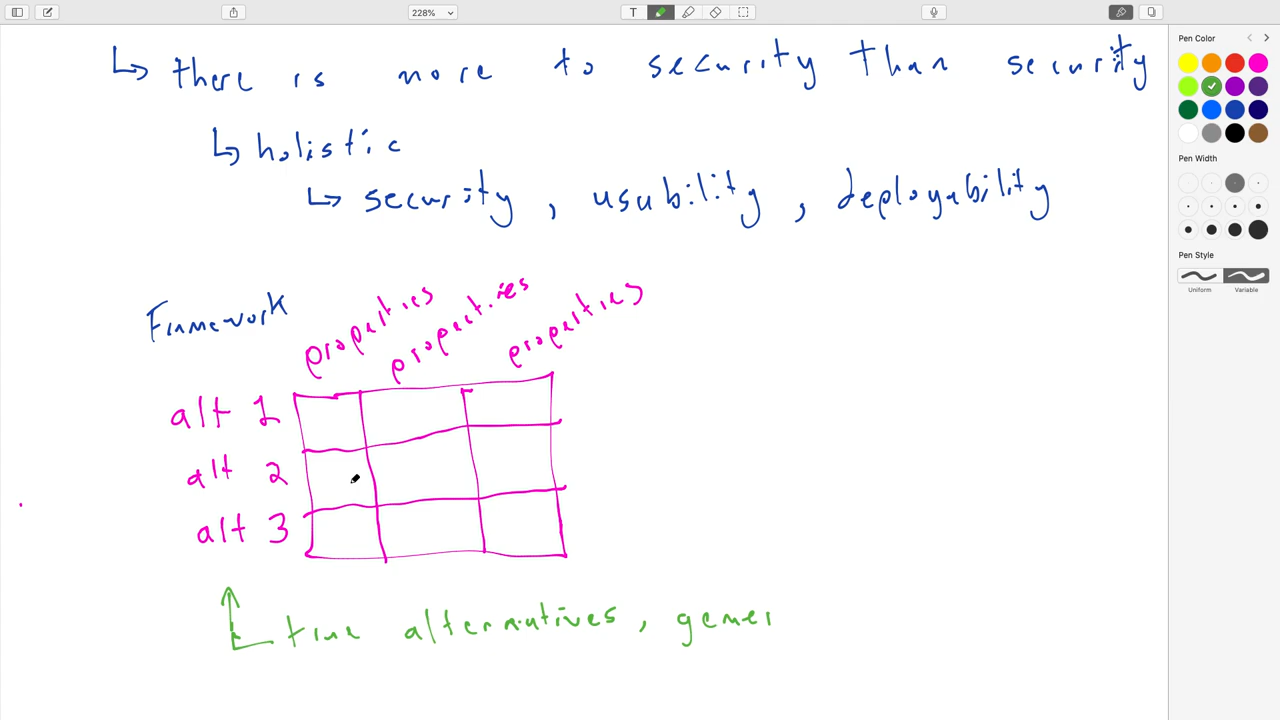 228%
T
↳ there is more to security than security
↳ holistic
↳ security, usubility, deployability
Framework
properties properties properties
alt 1
alt 2
alt 3
true alternatives, gener
Pen Color
Pen Width
Pen Style
Uniform Variable